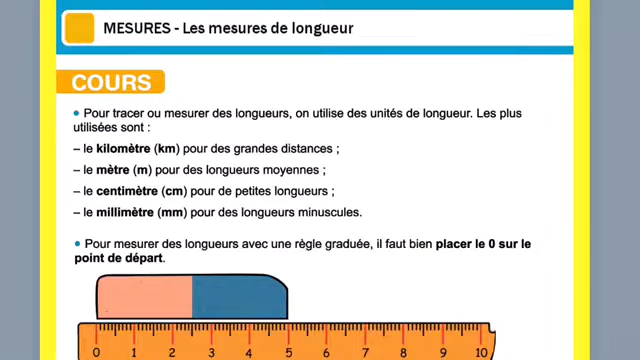 MESURES - Les mesures de longueur
COURS
• Pour tracer ou mesurer des longueurs, on utilise des unités de longueur. Les plus
utilisées sont :
– le kilomètre (km) pour des grandes distances ;
– le mètre (m) pour des longueurs moyennes ;
– le centimètre (cm) pour de petites longueurs ;
– le millimètre (mm) pour des longueurs minuscules.
• Pour mesurer des longueurs avec une règle graduée, il faut bien placer le 0 sur le
point de départ.
0 1 2 3 4 5 6 7 8 9 10